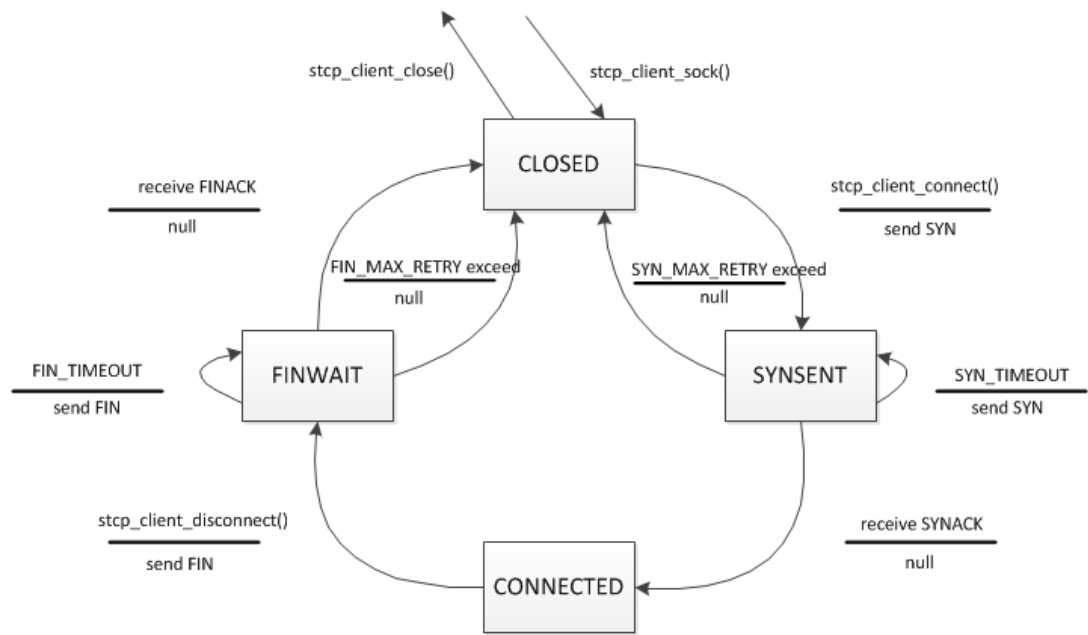 stcp_client_close()
stcp_client_sock()
CLOSED
receive FINACK
null
stcp_client_connect()
send SYN
FIN_MAX_RETRY exceed
null
SYN_MAX_RETRY exceed
null
FINWAIT
SYNSENT
FIN_TIMEOUT
send FIN
SYN_TIMEOUT
send SYN
stcp_client_disconnect()
send FIN
receive SYNACK
null
CONNECTED